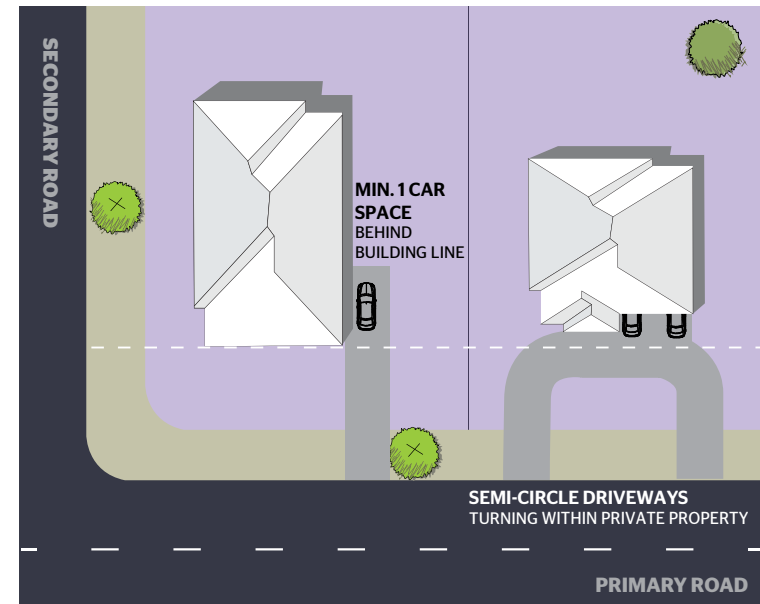 SECONDARY ROAD
MIN. 1 CAR
SPACE
BEHIND
BUILDING LINE
SEMI-CIRCLE DRIVEWAYS
TURNING WITHIN PRIVATE PROPERTY
PRIMARY ROAD